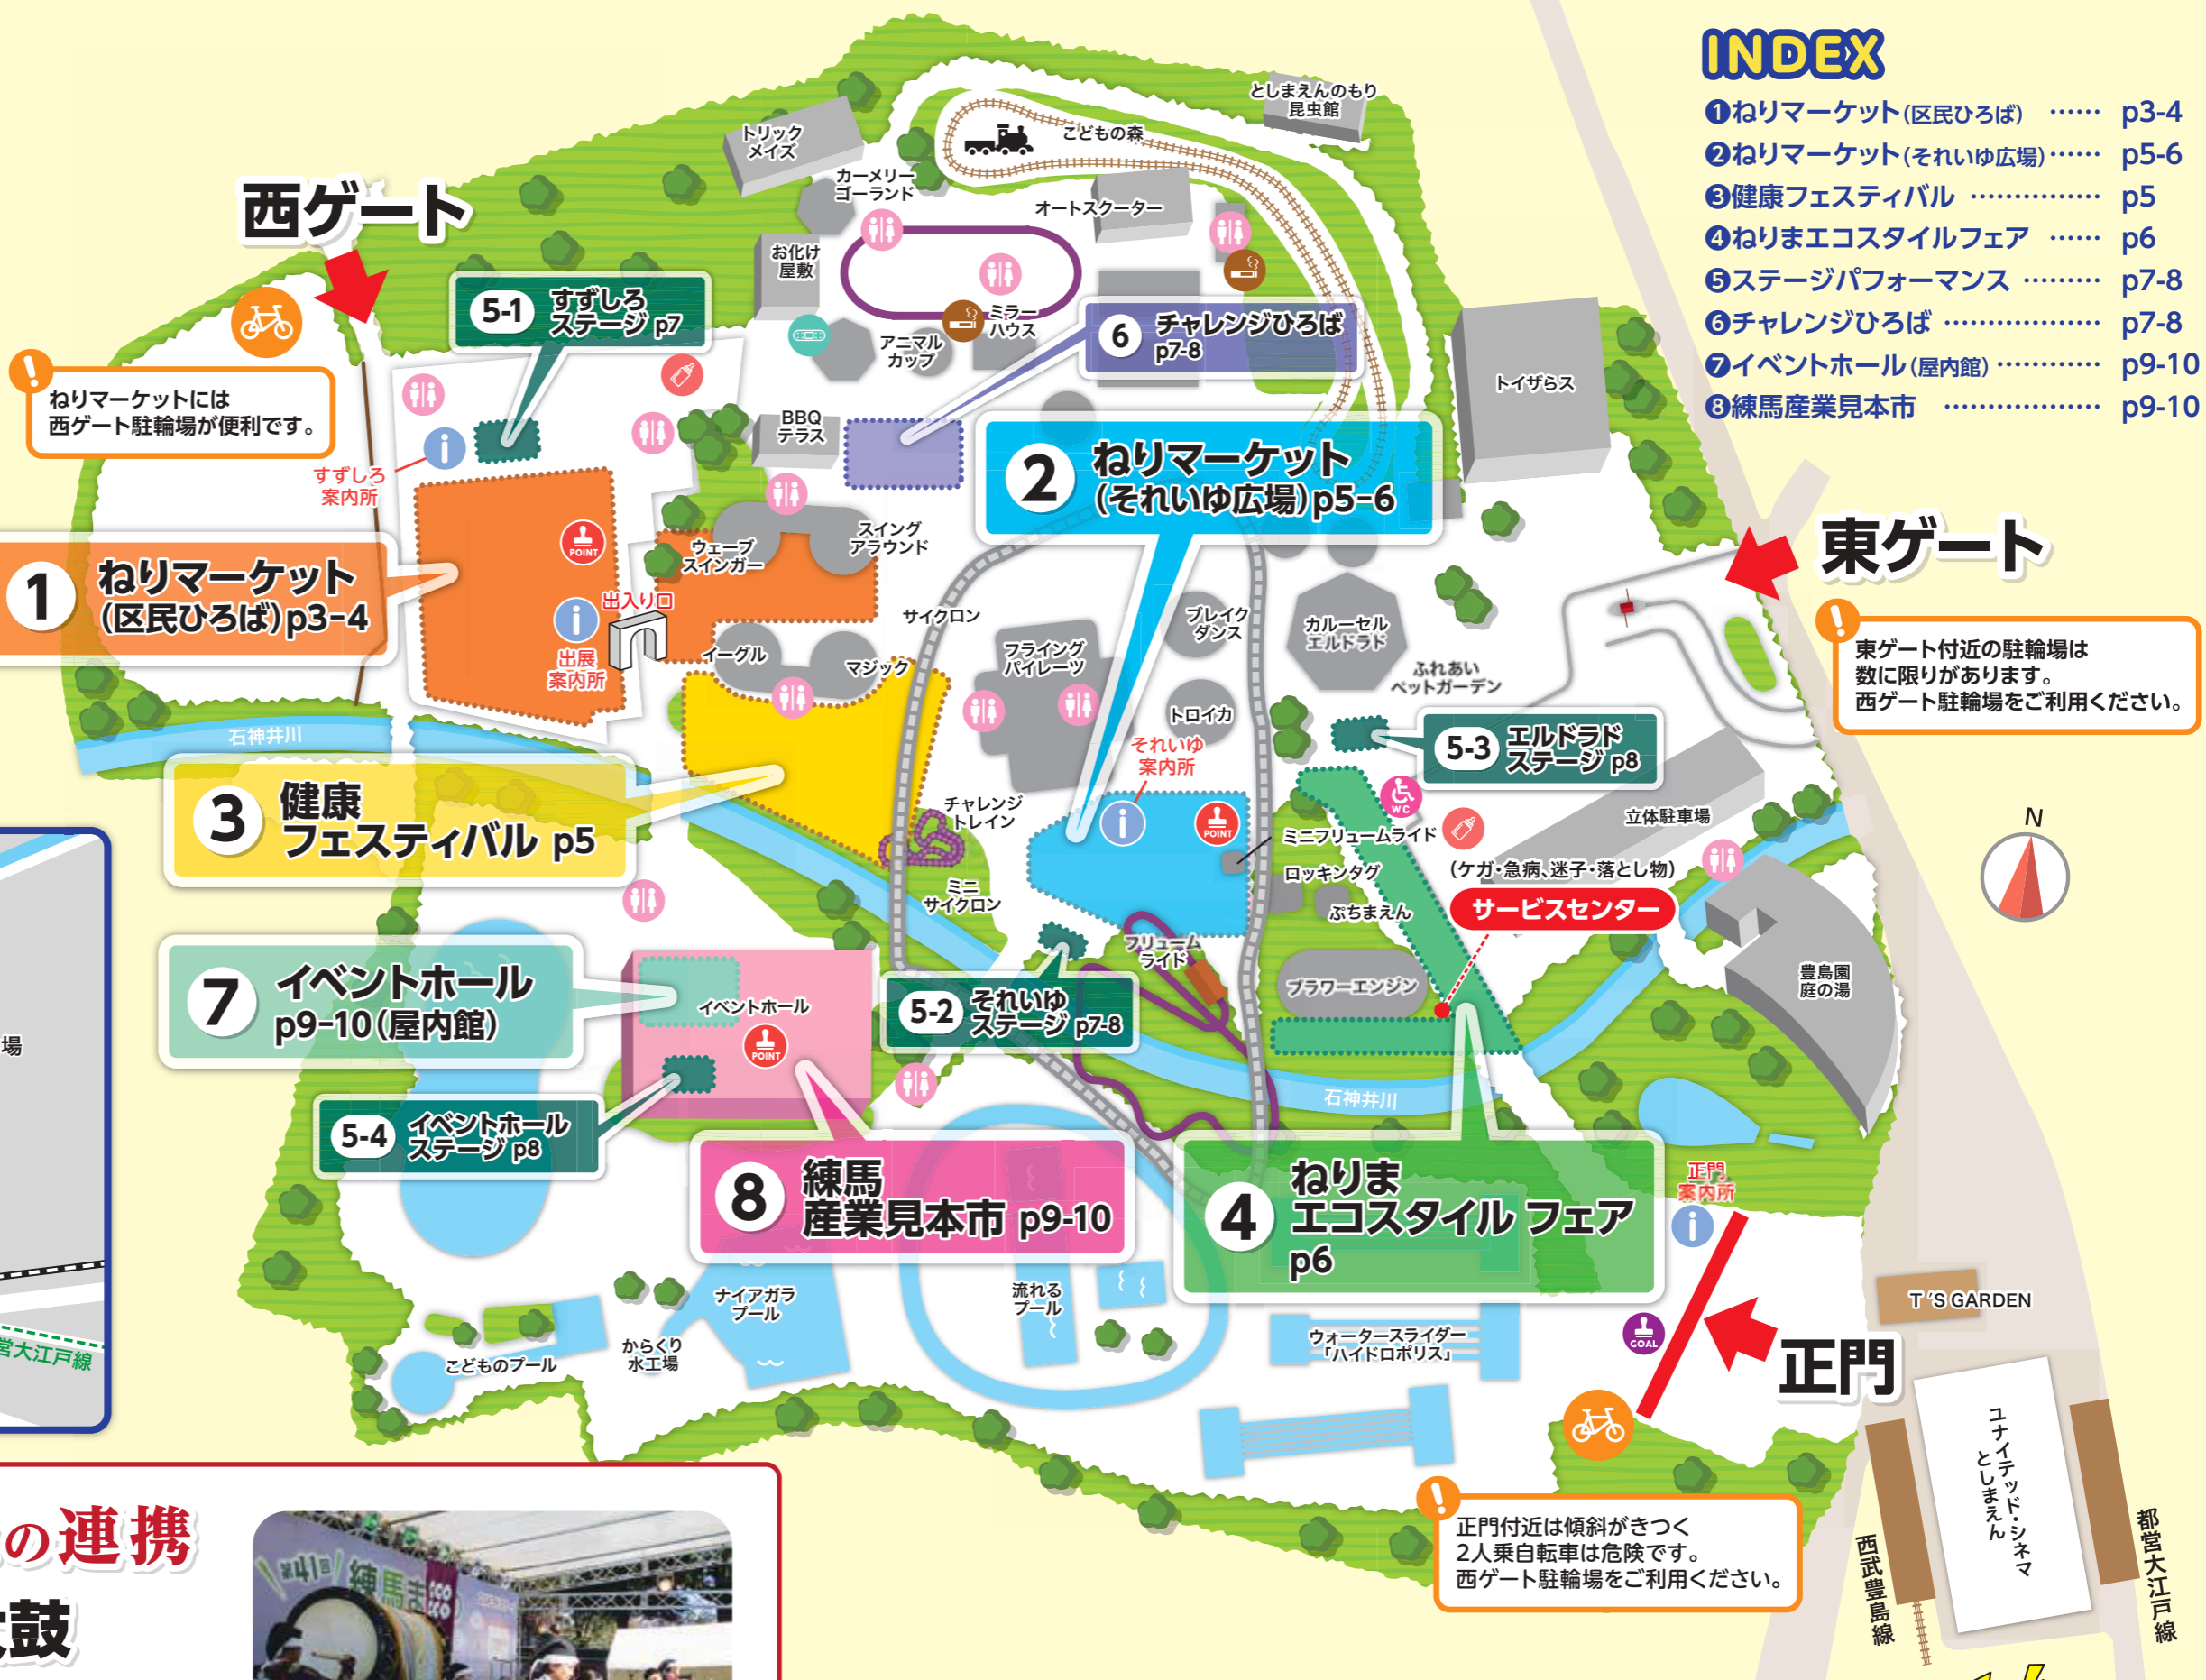 INDEX
❶ねりマーケット(区民ひろば) …… p3-4
❷ねりマーケット(それいゆ広場)…… p5-6
❸健康フェスティバル …………… p5
❹ねりまエコスタイルフェア …… p6
❺ステージパフォーマンス ……… p7-8
❻チャレンジひろば ……………… p7-8
❼イベントホール(屋内館)………… p9-10
❽練馬産業見本市 ……………… p9-10
としまえんのもり
昆虫館
こどもの森
トリック
メイズ
カーメリー
ゴーランド
オートスクーター
西ゲート
お化け
屋敷
5-1 すずしろ
ステージ p7
ミラー
ハウス
アニマル
カップ
6 チャレンジひろば
p7-8
トイザらス
!
ねりマーケットには
西ゲート駐輪場が便利です。
BBQ
テラス
i
すずしろ
案内所
2 ねりマーケット
(それいゆ広場)p5-6
東ゲート
!
東ゲート付近の駐輪場は
数に限りがあります。
西ゲート駐輪場をご利用ください。
1 ねりマーケット
(区民ひろば)p3-4
POINT
ウェーブ
スインガー
スイング
アラウンド
出入り口
i
出展
案内所
サイクロン
イーグル
マジック
フライング
パイレーツ
ブレイク
ダンス
カルーセル
エルドラド
ふれあい
ペットガーデン
トロイカ
石神井川
それいゆ
案内所
5-3 エルドラド
ステージ p8
3 健康
フェスティバル p5
チャレンジ
トレイン
i
POINT
WC
ミニフリュームライド
立体駐車場
ロッキンタグ
(ケガ・急病、迷子・落とし物)
サービスセンター
ミニ
サイクロン
ぷちまえん
N
フリューム
ライド
7 イベントホール
p9-10(屋内館)
イベントホール
POINT
5-2 それいゆ
ステージ p7-8
ブラワーエンジン
豊島園
庭の湯
石神井川
5-4 イベントホール
ステージ p8
8 練馬
産業見本市 p9-10
4 ねりま
エコスタイル フェア
p6
正門
案内所
i
ナイアガラ
プール
流れる
プール
からくり
水工場
こどものプール
ウォータースライダー
「ハイドロポリス」
GOAL
正門
T´S GARDEN
ユナイテッド・シネマ
としまえん
西武豊島線
都営大江戸線
!
正門付近は傾斜がきつく
2人乗自転車は危険です。
西ゲート駐輪場をご利用ください。
場
営大江戸線
の連携
鼓
第41回 練馬ま